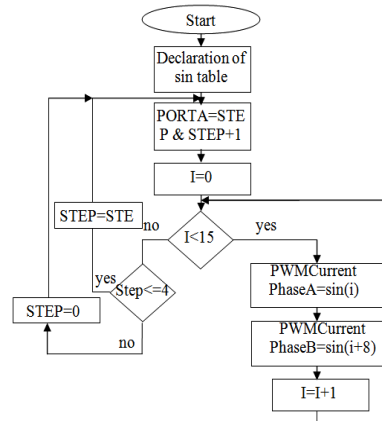 Start
Declaration of
sin table
PORTA=STE
P & STEP+1
I=0
STEP=STE
no
I<15
yes
PWMCurrent
PhaseA=sin(i)
yes
Step<=4
STEP=0
PWMCurrent
PhaseB=sin(i+8)
no
I=I+1